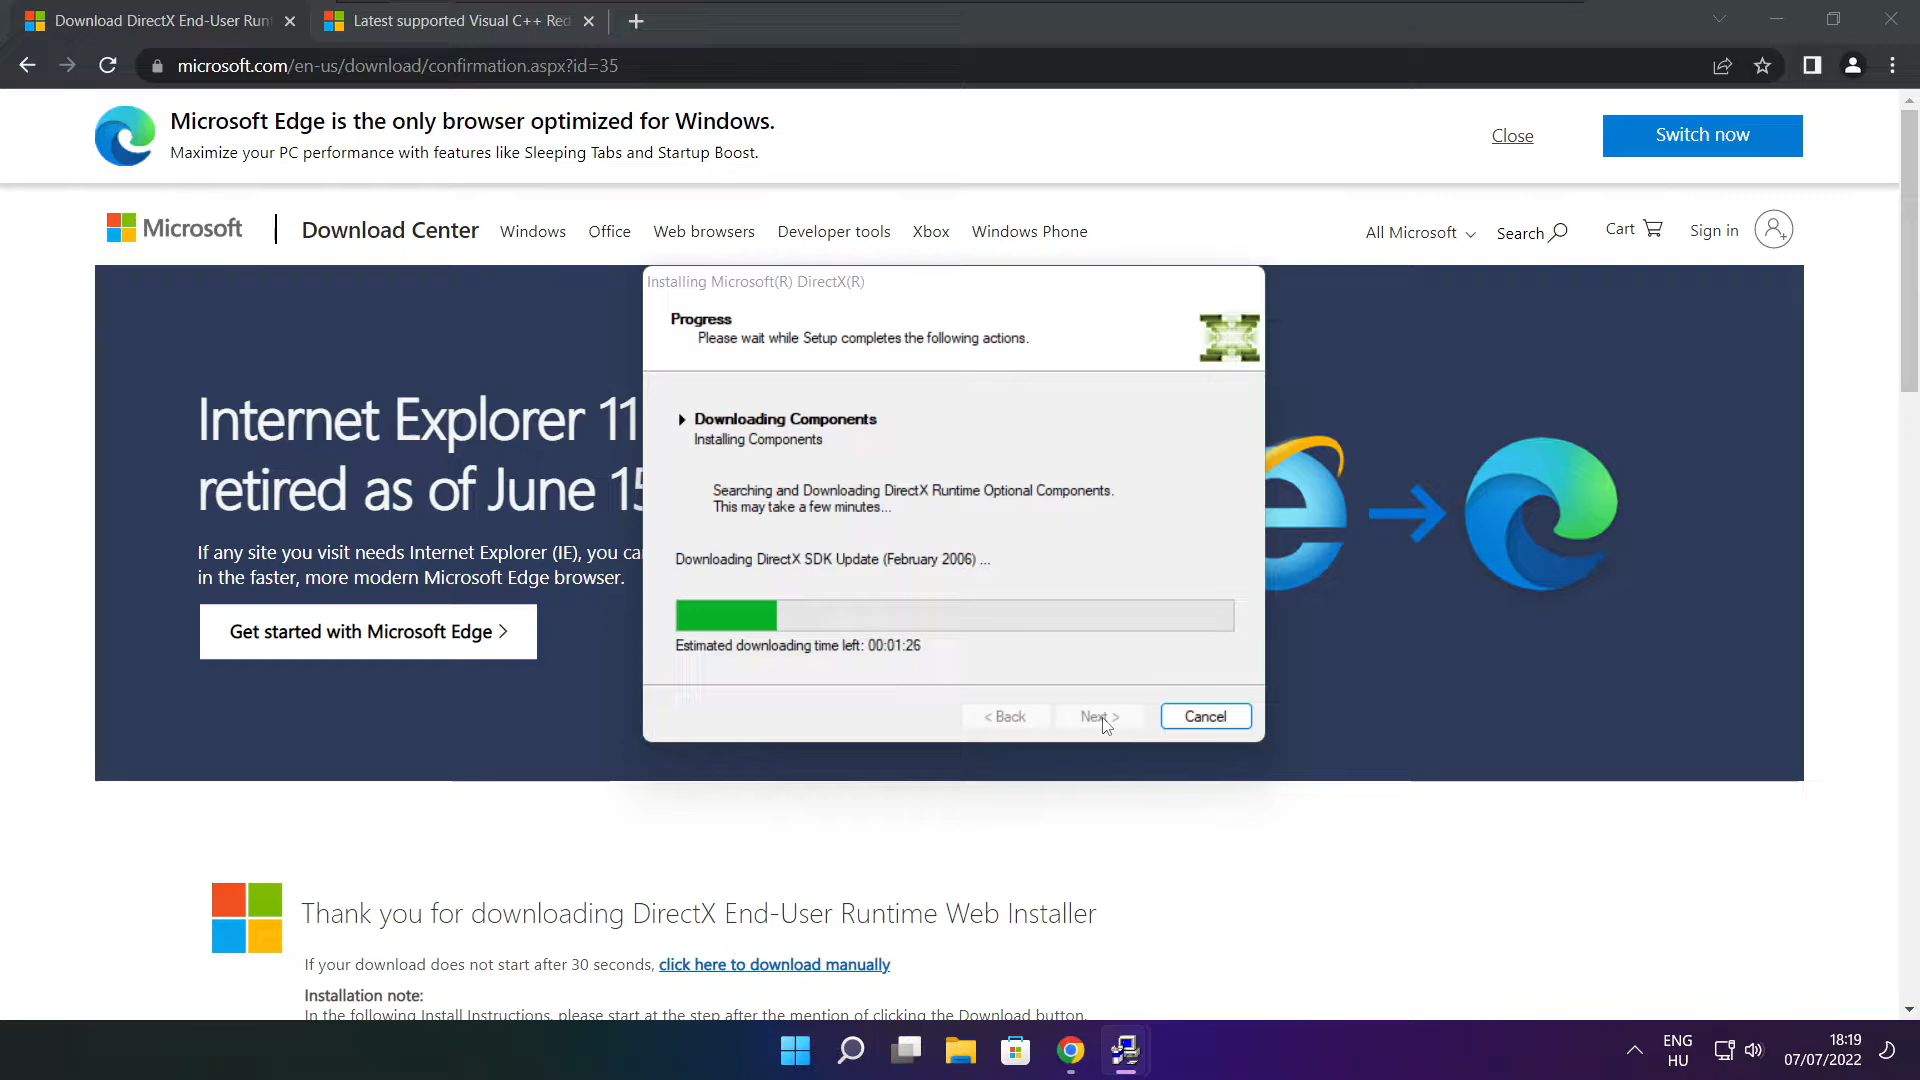 Download DirectX End-User Run
Latest supported Visual C++ Red
microsoft.com/en-us/download/confirmation.aspx?id=35
Microsoft Edge is the only browser optimized for Windows.
Maximize your PC performance with features like Sleeping Tabs and Startup Boost.
Close
Switch now
Microsoft
Download Center
Windows
Office
Web browsers
Developer tools
Xbox
Windows Phone
All Microsoft
Search
Cart
Sign in
Installing Microsoft(R) DirectX(R)
Progress
Please wait while Setup completes the following actions.
Downloading Components
Installing Components
Searching and Downloading DirectX Runtime Optional Components.
This may take a few minutes...
Downloading DirectX SDK Update (February 2006) ...
Estimated downloading time left: 00:01:26
< Back
Next >
Cancel
Internet Explorer 11
retired as of June 15
If any site you visit needs Internet Explorer (IE), you ca
in the faster, more modern Microsoft Edge browser.
Get started with Microsoft Edge >
Thank you for downloading DirectX End-User Runtime Web Installer
If your download does not start after 30 seconds, click here to download manually
Installation note:
In the following Install Instructions, please start at the step after the mention of clicking the Download button.
ENG
HU
18:19
07/07/2022